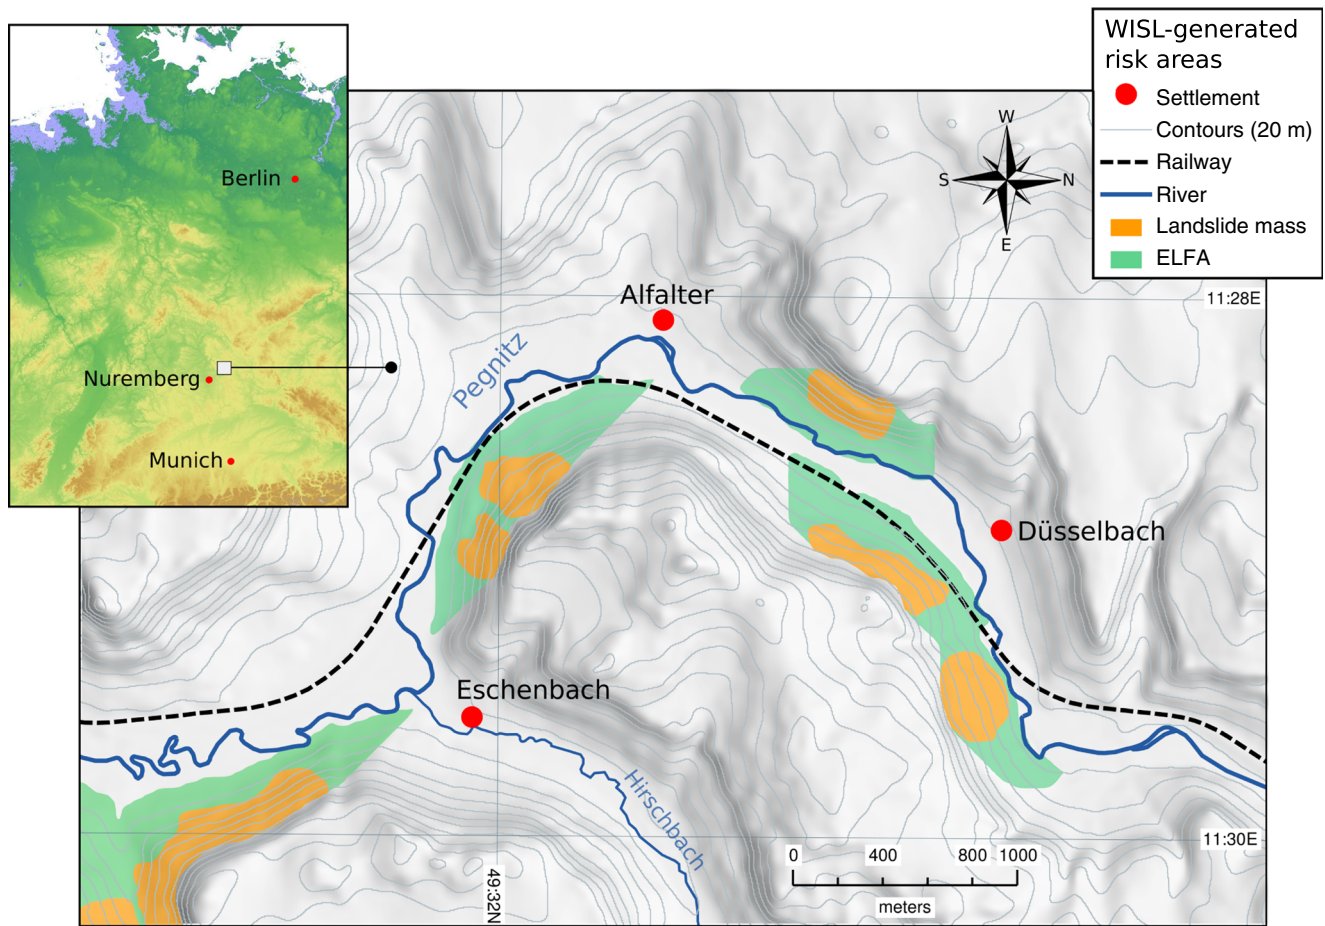 WISL-generated
risk areas
Settlement
Contours (20 m)
Railway
River
Landslide mass
ELFA
Berlin
Nuremberg
Munich
W
S
N
E
11:28E
Alfalter
Pegnitz
Düsselbach
Eschenbach
Hirschbach
11:30E
0
400
800
1000
meters
49:32N